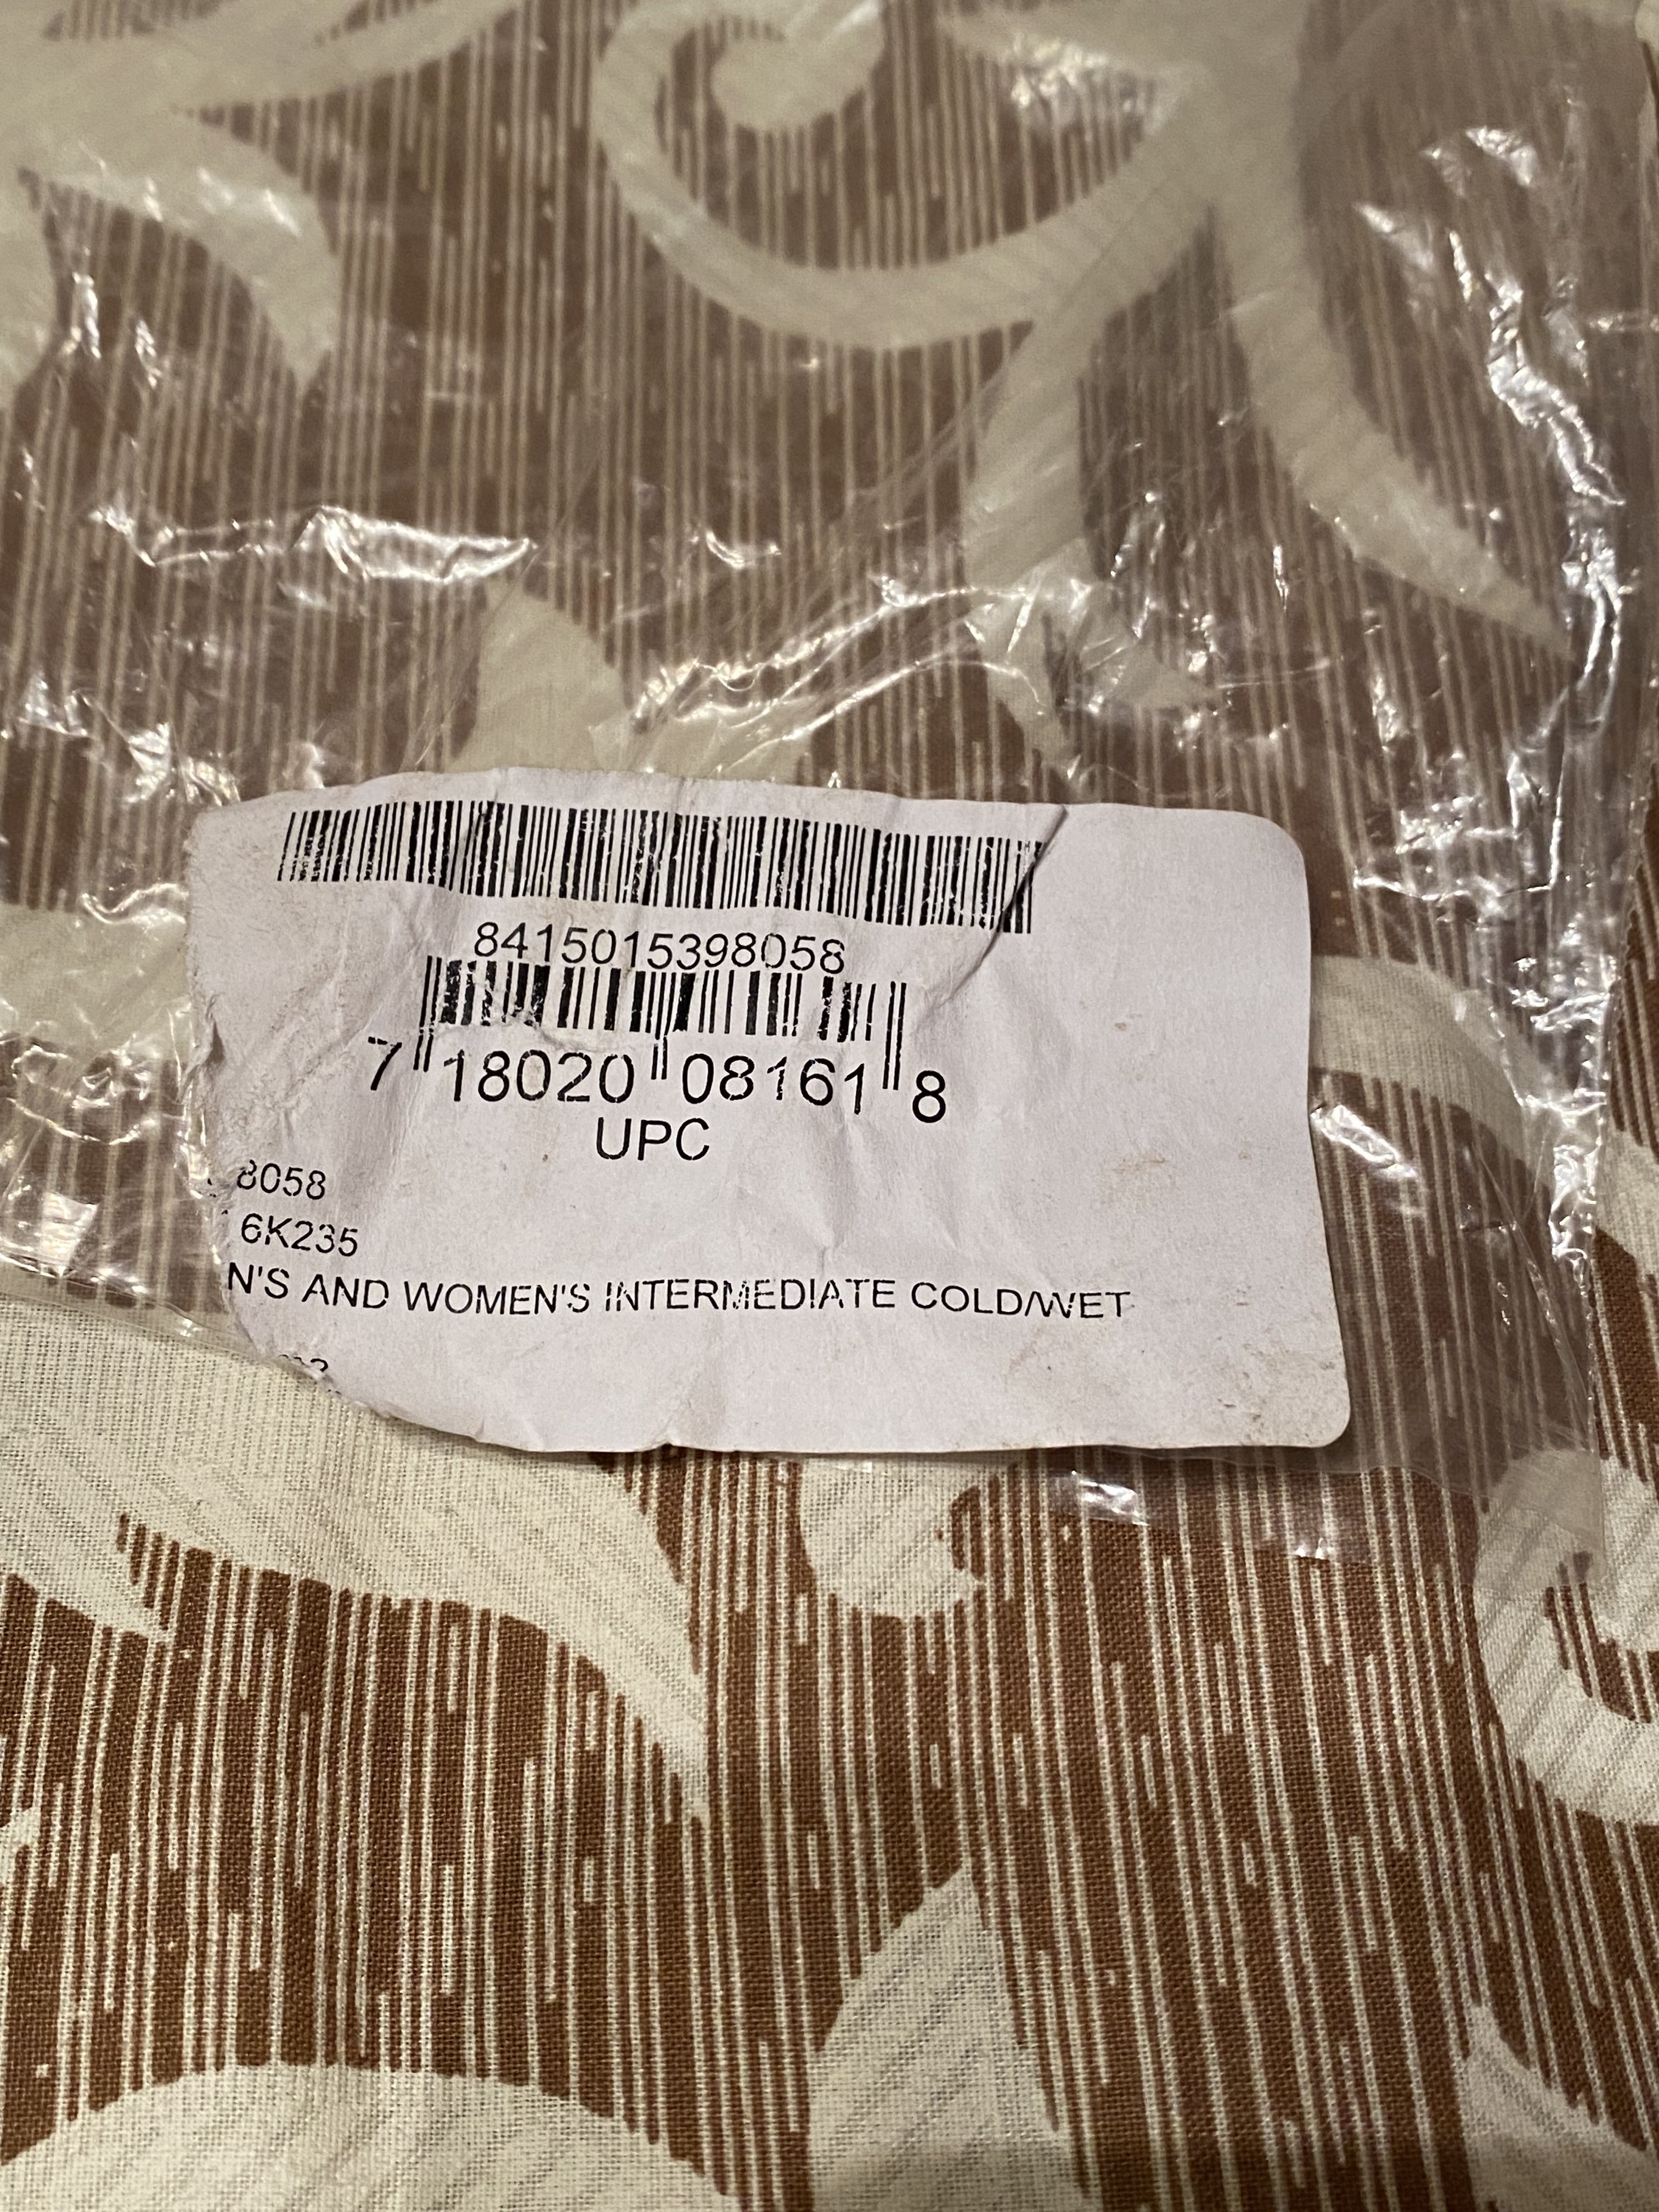 8415015398058
7 18020 08161 8
UPC
8058
6K235
N'S AND WOMEN'S INTERMEDIATE COLD/WET